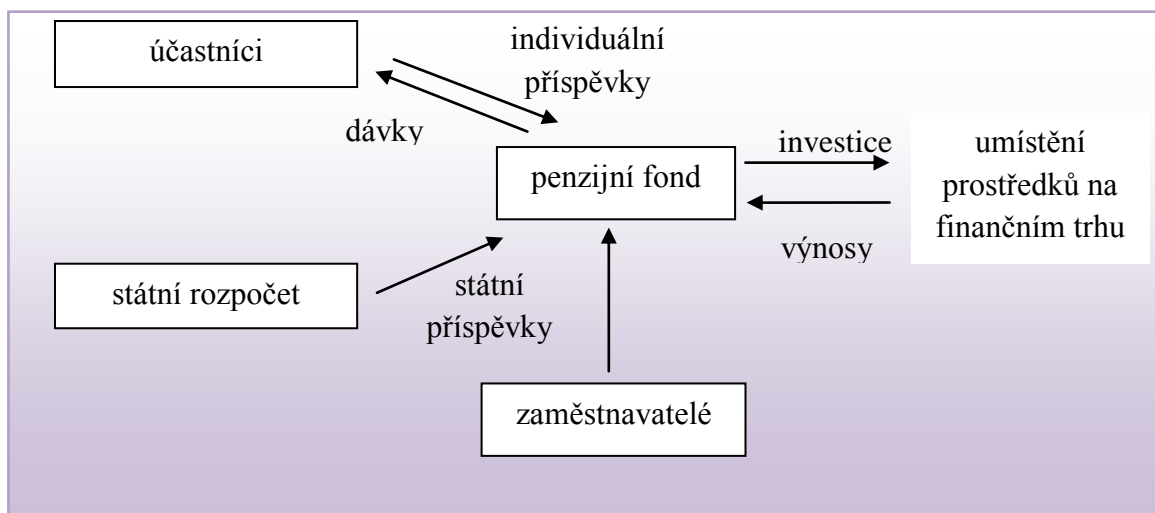 účastníci
individuální
příspěvky
dávky
penzijní fond
investice
umístění
prostředků na
finančním trhu
výnosy
státní rozpočet
státní
příspěvky
zaměstnavatelé